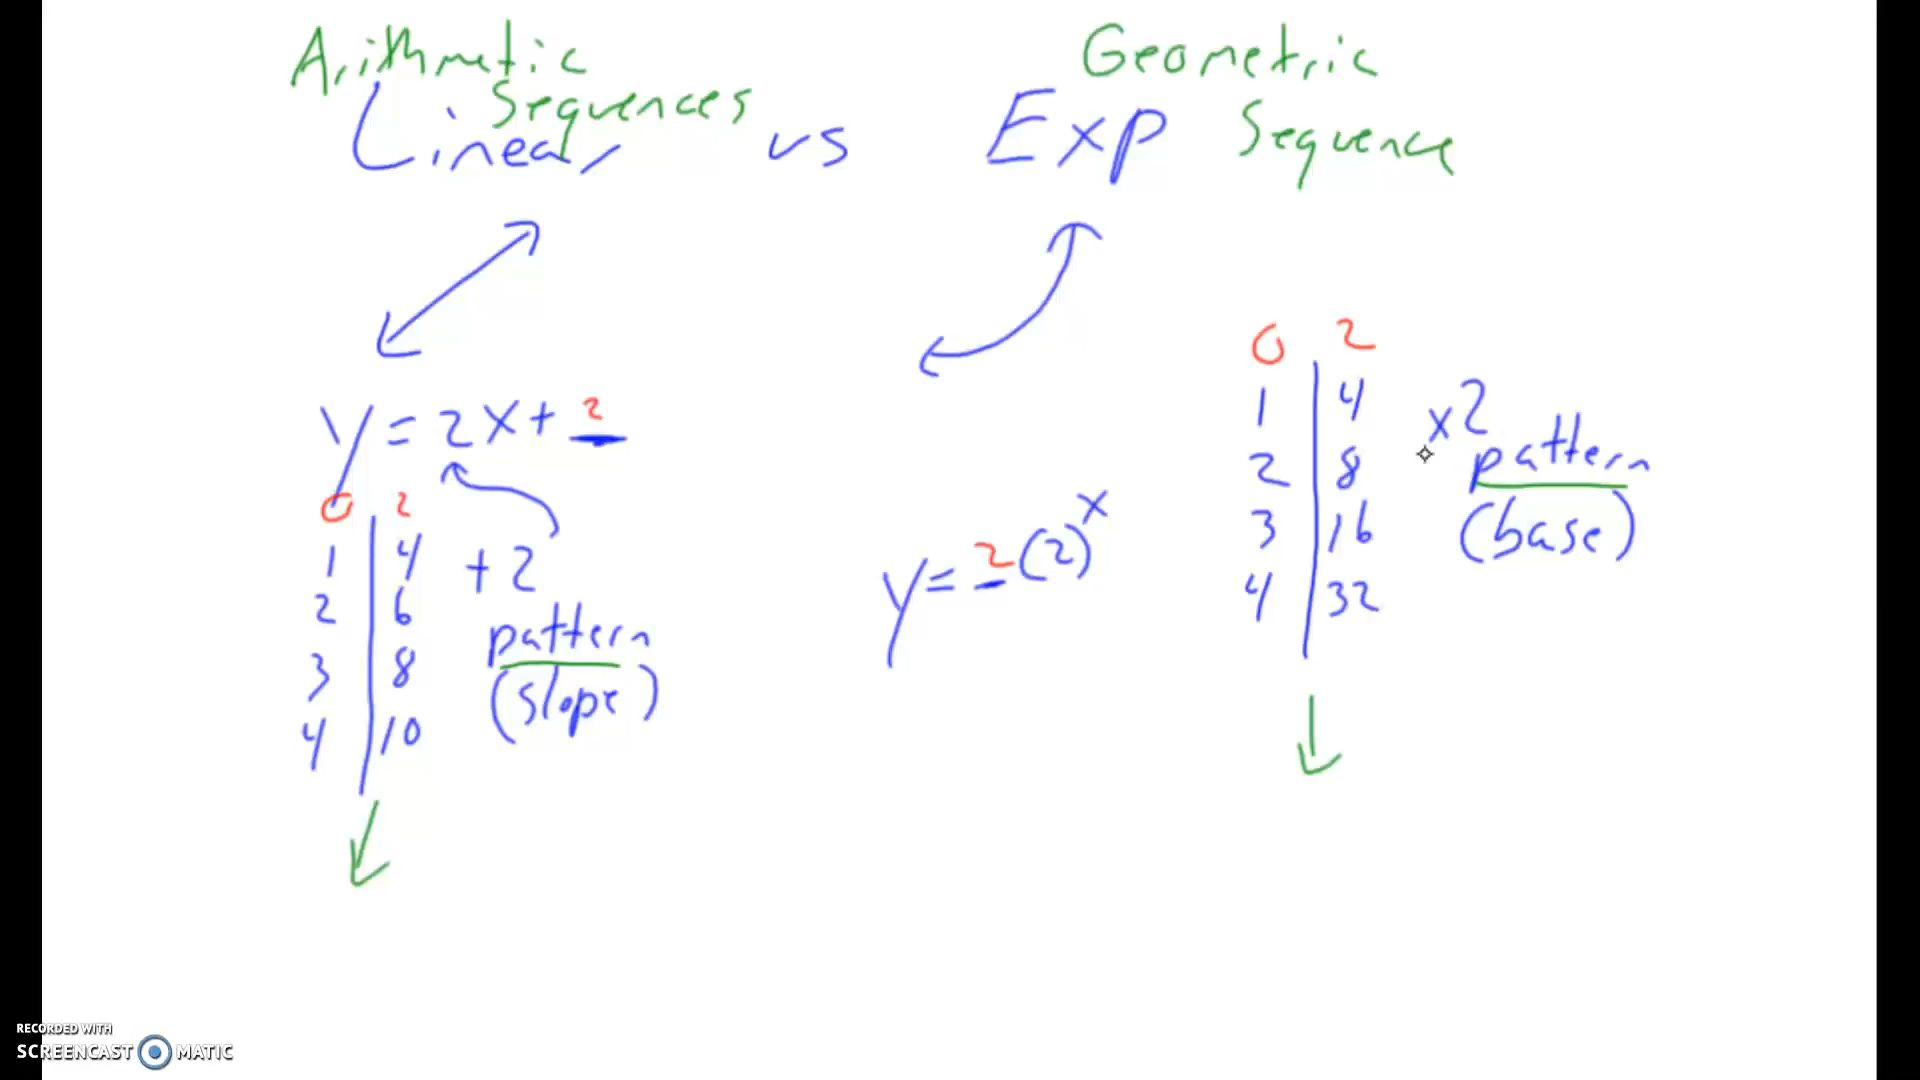 Arithmetic
Sequences
Linear vs Exp
Geometric
Sequence
y = 2x + 2
0 2
1 4
2 6
3 8
4 10
+2
pattern
(slope)
y = 2(2)^x
0 2
1 4
2 8
3 16
4 32
x2
pattern
(base)
RECORDED WITH
SCREENCAST MATIC